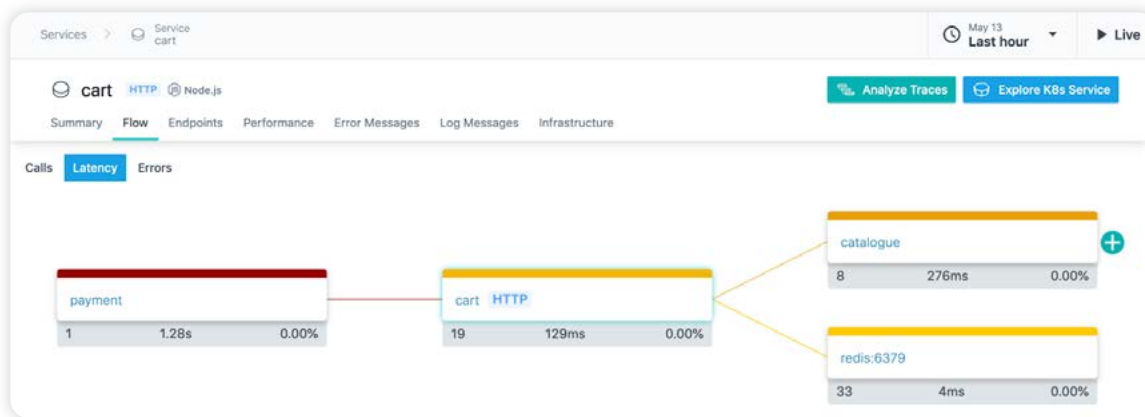 Services > Service
cart
May 13
Last hour
Live
cart HTTP Node.js
Analyze Traces
Explore K8s Service
Summary Flow Endpoints Performance Error Messages Log Messages Infrastructure
Calls Latency Errors
payment
1 1.28s 0.00%
cart HTTP
19 129ms 0.00%
catalogue
8 276ms 0.00%
redis:6379
33 4ms 0.00%